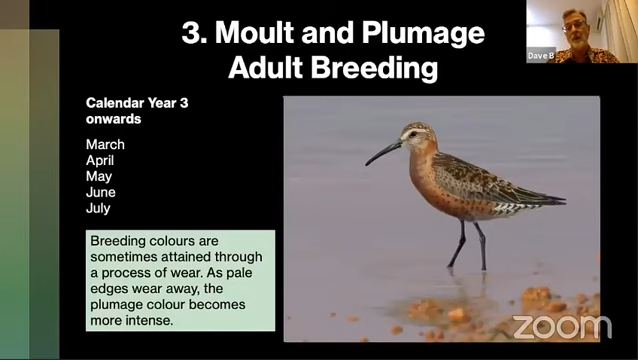 3. Moult and Plumage
Adult Breeding
Dave B
Calendar Year 3
onwards
March
April
May
June
July
Breeding colours are
sometimes attained through
a process of wear. As pale
edges wear away, the
plumage colour becomes
more intense.
zoom